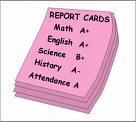 REPORT CARDS
Math A+
English A+
Science B+
History A-
Attendance A